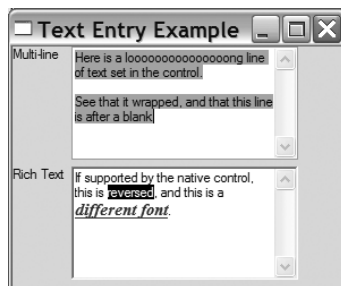 Text Entry Example
Multi-line
Here is a looooooooooooooong line
of text set in the control.
See that it wrapped, and that this line
is after a blank
Rich Text
If supported by the native control,
this is reversed, and this is a
different font.